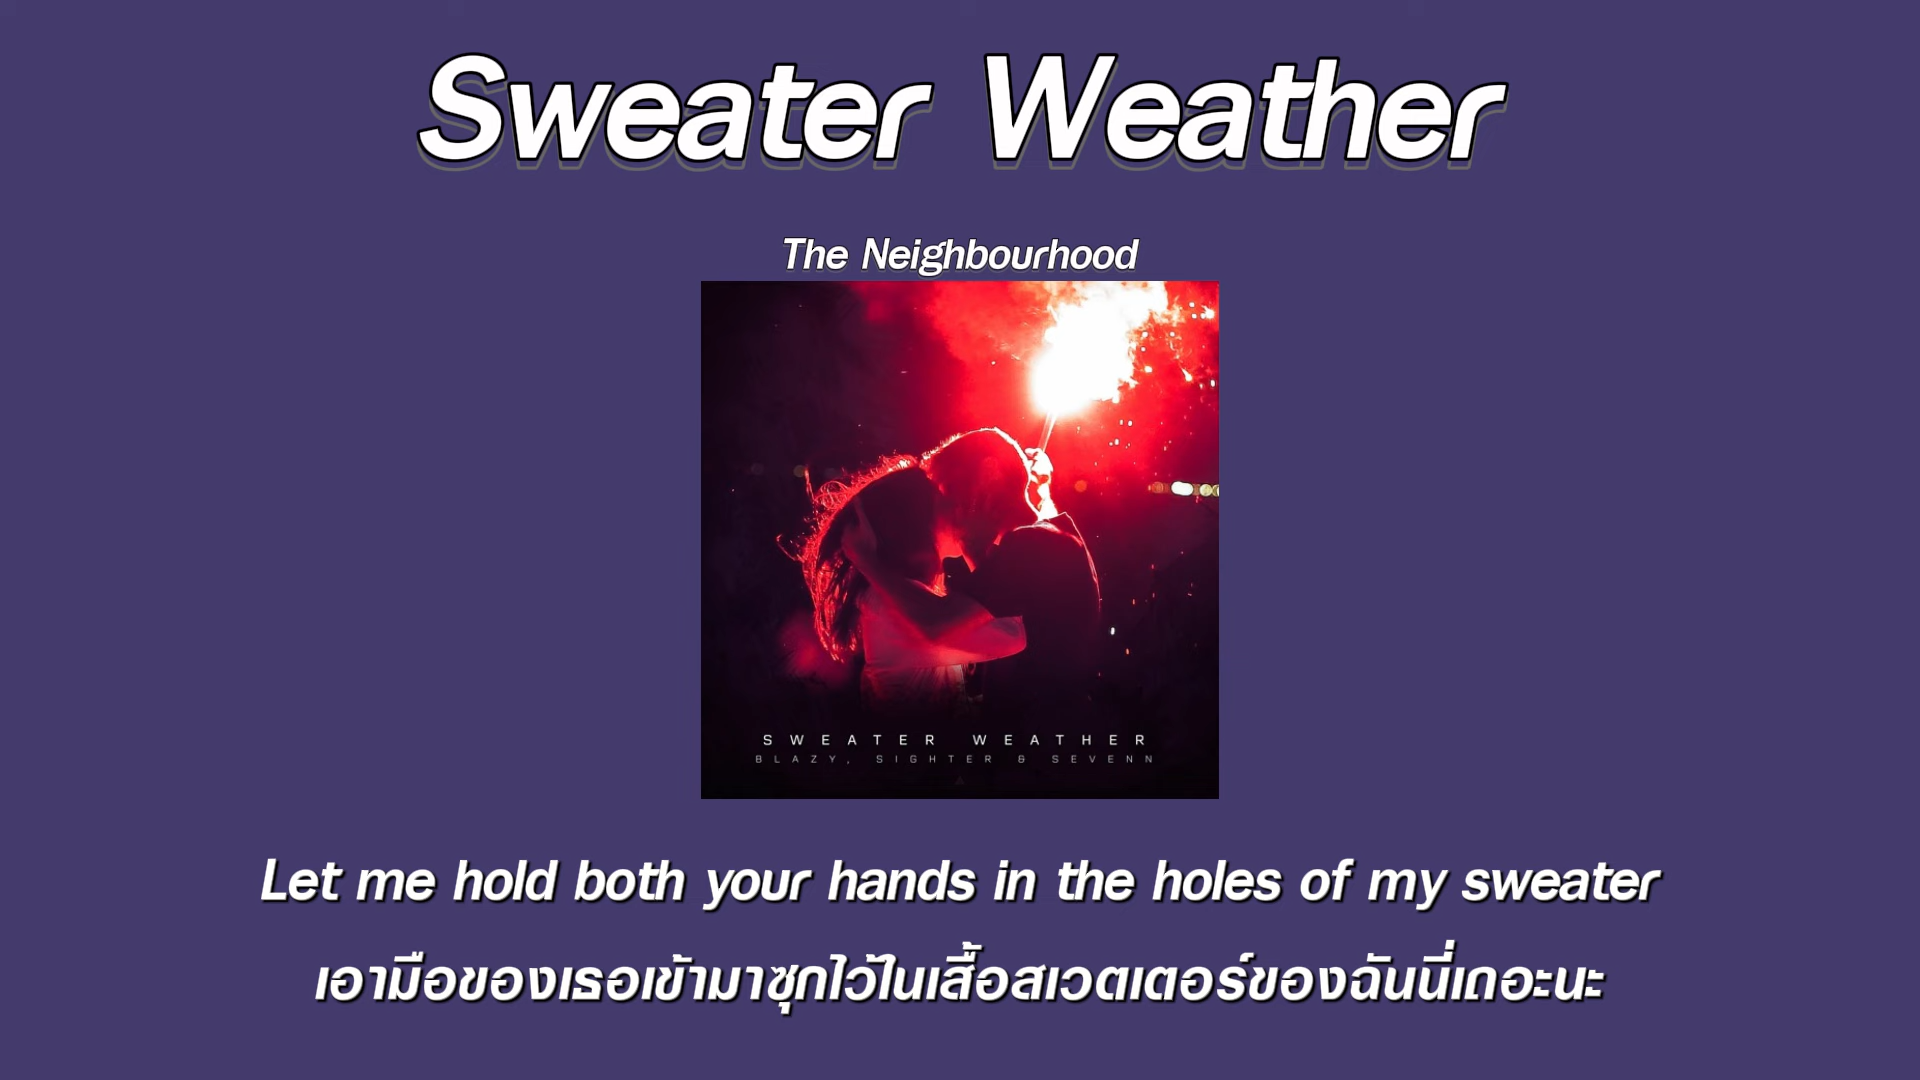 Sweater Weather
The Neighbourhood
SWEATER WEATHER
BLAZY, SIGHTER & SEVENN
Let me hold both your hands in the holes of my sweater
เอามือของเธอเข้ามาซุกไว้ในเสื้อสเวตเตอร์ของฉันนี่เถอะนะ